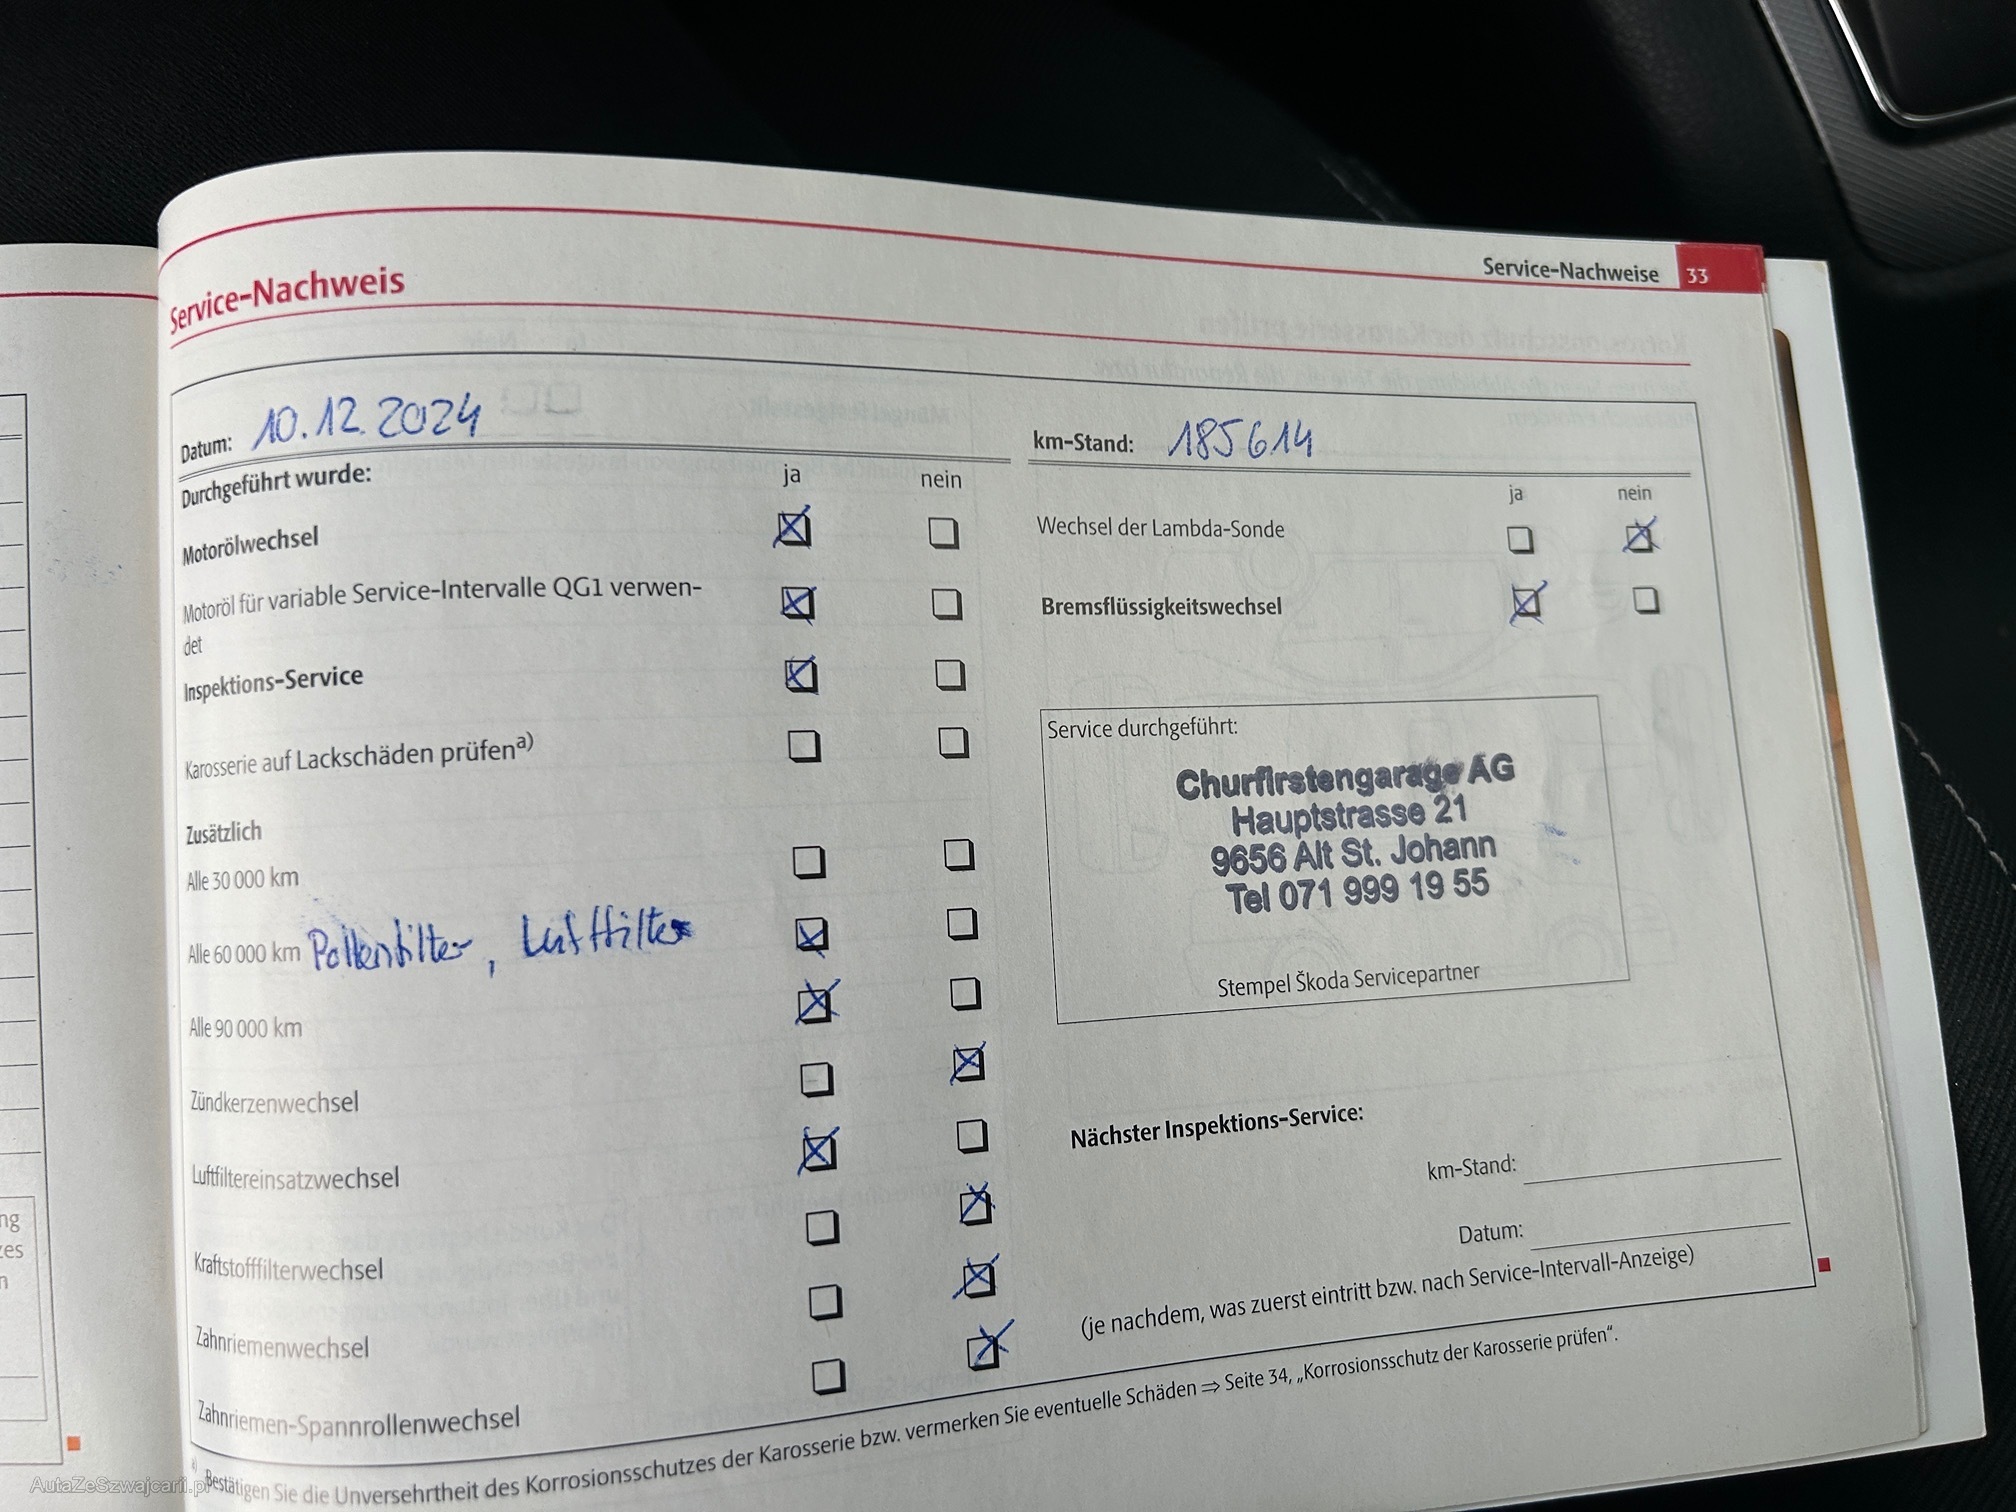 Service-Nachweise 33
Service-Nachweis
Datum: 10.12.2024
km-Stand: 185614
Durchgeführt wurde: ja nein
ja nein
Motorölwechsel
Wechsel der Lambda-Sonde
Motoröl für variable Service-Intervalle QG1 verwen-
det
Bremsflüssigkeitswechsel
Inspektions-Service
Karosserie auf Lackschäden prüfen a)
Service durchgeführt:
Churfirstengarage AG
Hauptstrasse 21
9656 Alt St. Johann
Tel 071 999 19 55
Stempel Škoda Servicepartner
Zusätzlich
Alle 30 000 km
Alle 60 000 km Pollenfilter, Luftfilter
Alle 90 000 km
Zündkerzenwechsel
Luftfiltereinsatzwechsel
Kraftstofffilterwechsel
Zahnriemenwechsel
Zahnriemen-Spannrollenwechsel
Nächster Inspektions-Service:
km-Stand:
Datum:
(je nachdem, was zuerst eintritt bzw. nach Service-Intervall-Anzeige)
a) Bestätigen Sie die Unversehrtheit des Korrosionsschutzes der Karosserie bzw. vermerken Sie eventuelle Schäden ⇒ Seite 34, „Korrosionsschutz der Karosserie prüfen“.
ng
zes
n
AutaZeSzwajcarii.pl